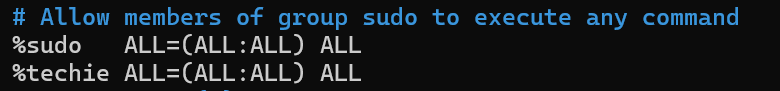 # Allow members of group sudo to execute any command
%sudo   ALL=(ALL:ALL) ALL
%techie ALL=(ALL:ALL) ALL